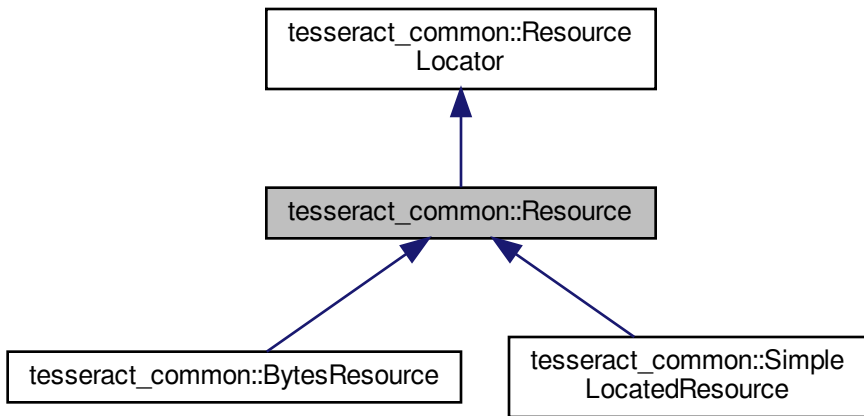 tesseract_common::Resource
Locator
tesseract_common::Resource
tesseract_common::BytesResource
tesseract_common::Simple
LocatedResource